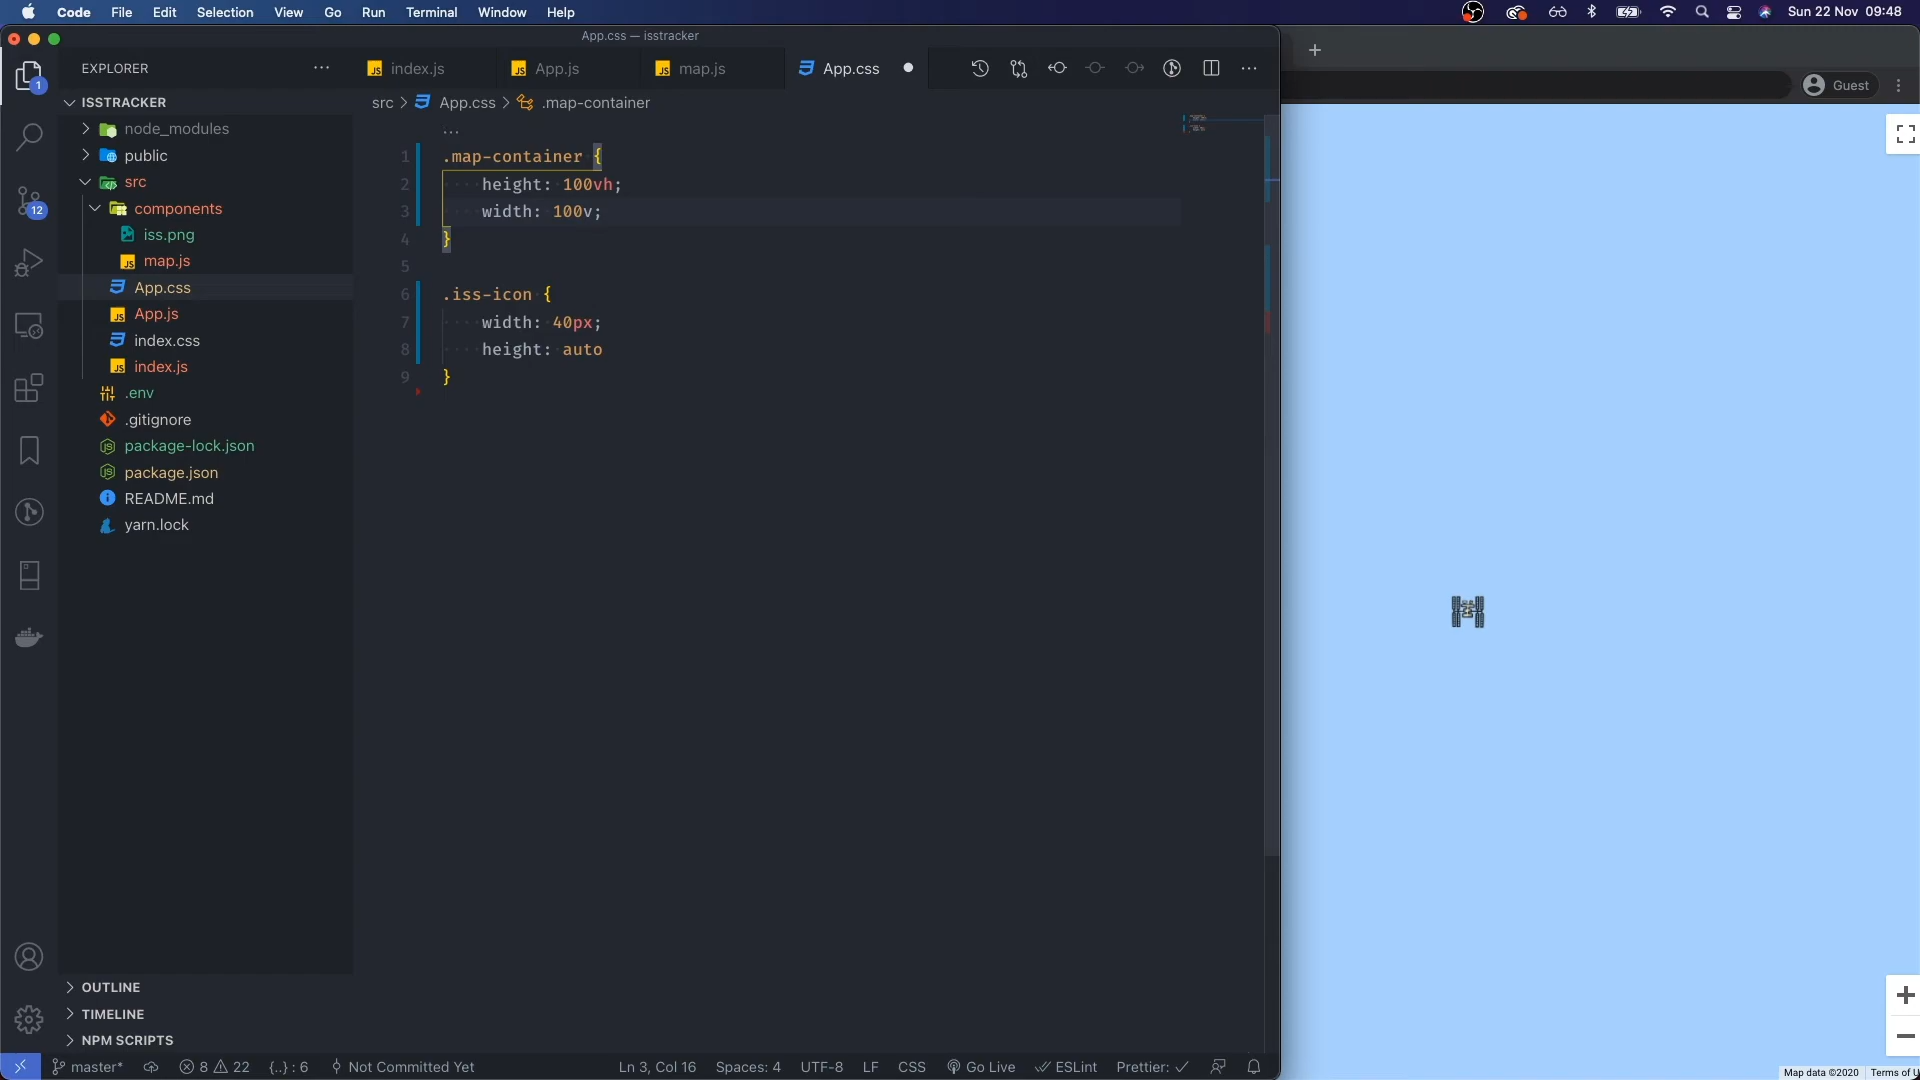 Code File Edit Selection View Go Run Terminal Window Help
Sun 22 Nov 09:48
App.css — isstracker
EXPLORER
index.js
App.js
map.js
App.css
Guest
1
ISSTRACKER
src > App.css > .map-container
node_modules
public
src
12
components
iss.png
map.js
App.css
App.js
index.css
index.js
.env
.gitignore
package-lock.json
package.json
README.md
yarn.lock
...
1 .map-container {
2 height: 100vh;
3 width: 100v;
4 }
5
6 .iss-icon {
7 width: 40px;
8 height: auto
9 }
OUTLINE
TIMELINE
NPM SCRIPTS
master* 8 22 {..} : 6 Not Committed Yet Ln 3, Col 16 Spaces: 4 UTF-8 LF CSS Go Live ESLint Prettier: ✓
Map data ©2020 Terms of U